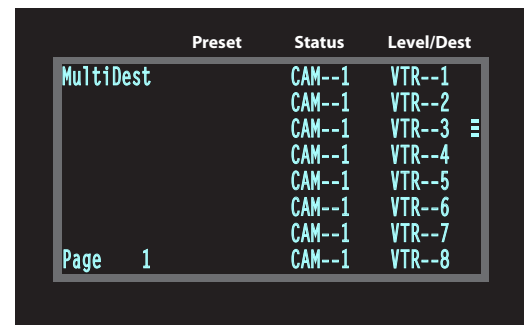 Preset Status Level/Dest
MultiDest CAM--1 VTR--1
CAM--1 VTR--2
CAM--1 VTR--3
CAM--1 VTR--4
CAM--1 VTR--5
CAM--1 VTR--6
CAM--1 VTR--7
Page 1 CAM--1 VTR--8